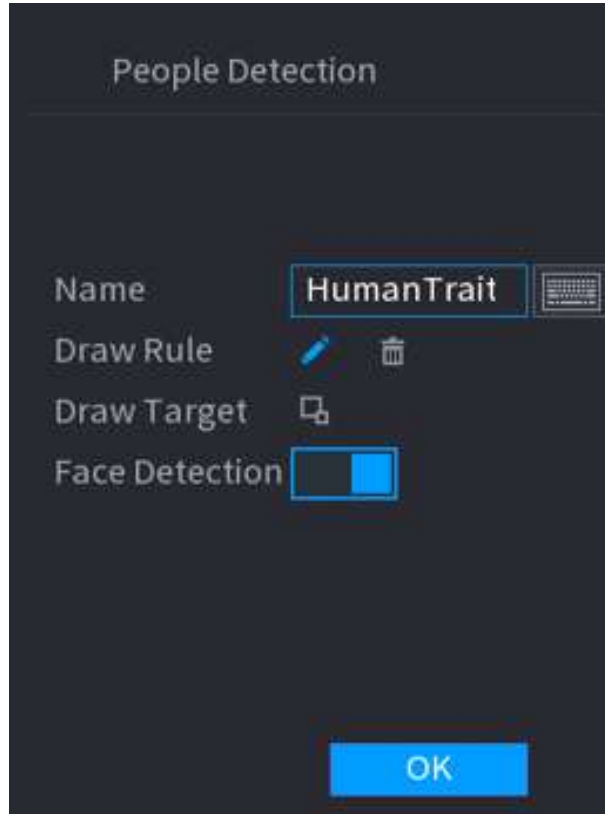 People Detection
Name HumanTrait
Draw Rule
Draw Target
Face Detection
OK